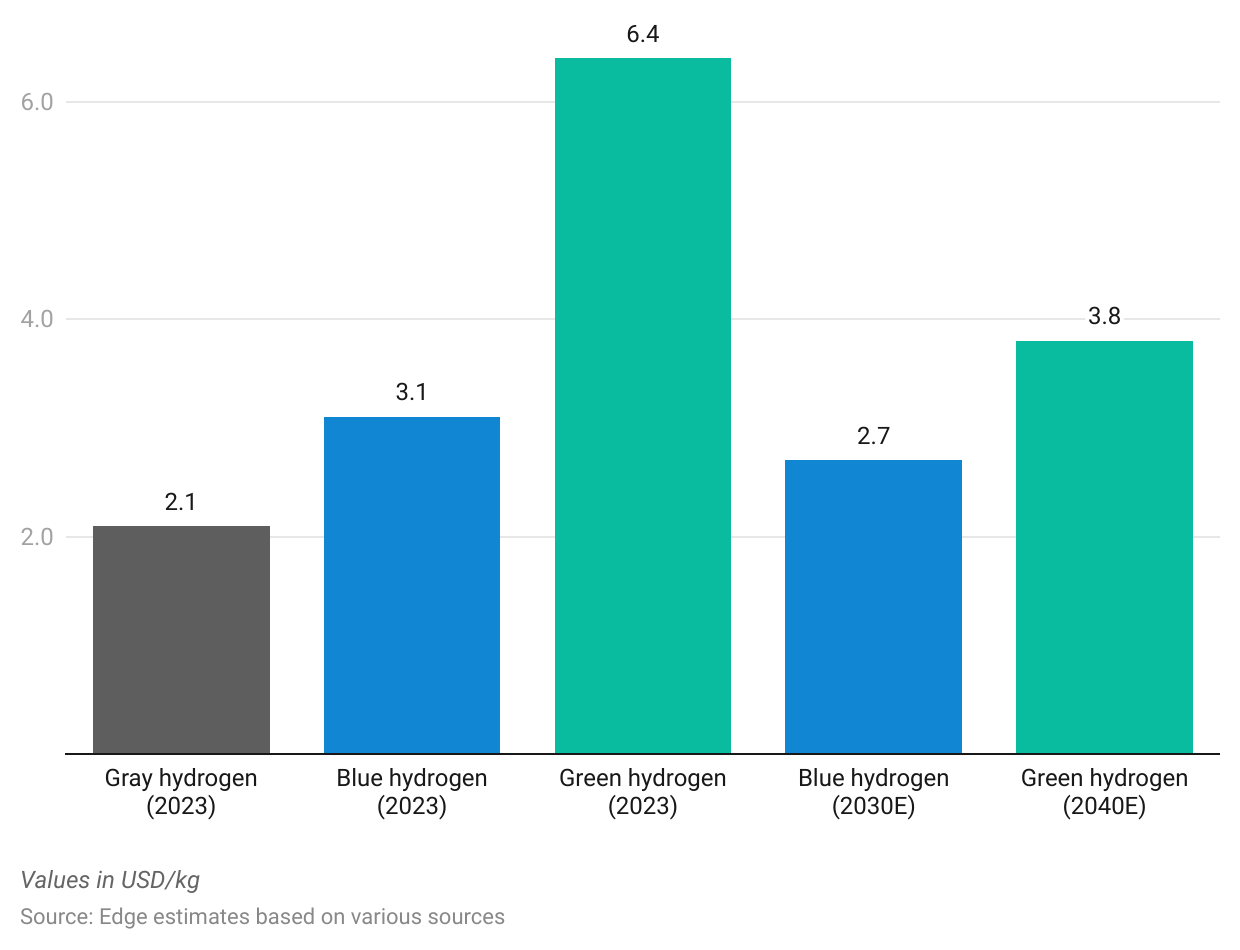 6.4
6.0
4.0
3.8
3.1
2.7
2.1
2.0
Gray hydrogen
(2023)
Blue hydrogen
(2023)
Green hydrogen
(2023)
Blue hydrogen
(2030E)
Green hydrogen
(2040E)
Values in USD/kg
Source: Edge estimates based on various sources